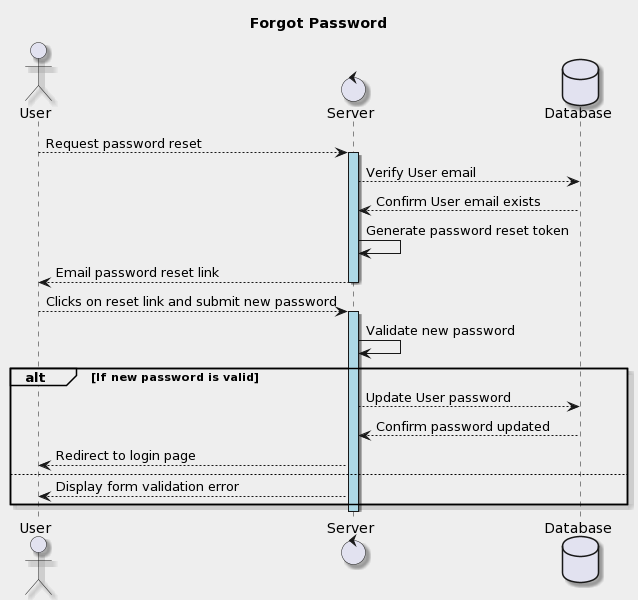 Forgot Password
User
Server
Database
Request password reset
Verify User email
Confirm User email exists
Generate password reset token
Email password reset link
Clicks on reset link and submit new password
Validate new password
alt [If new password is valid]
Update User password
Confirm password updated
Redirect to login page
Display form validation error
User
Server
Database